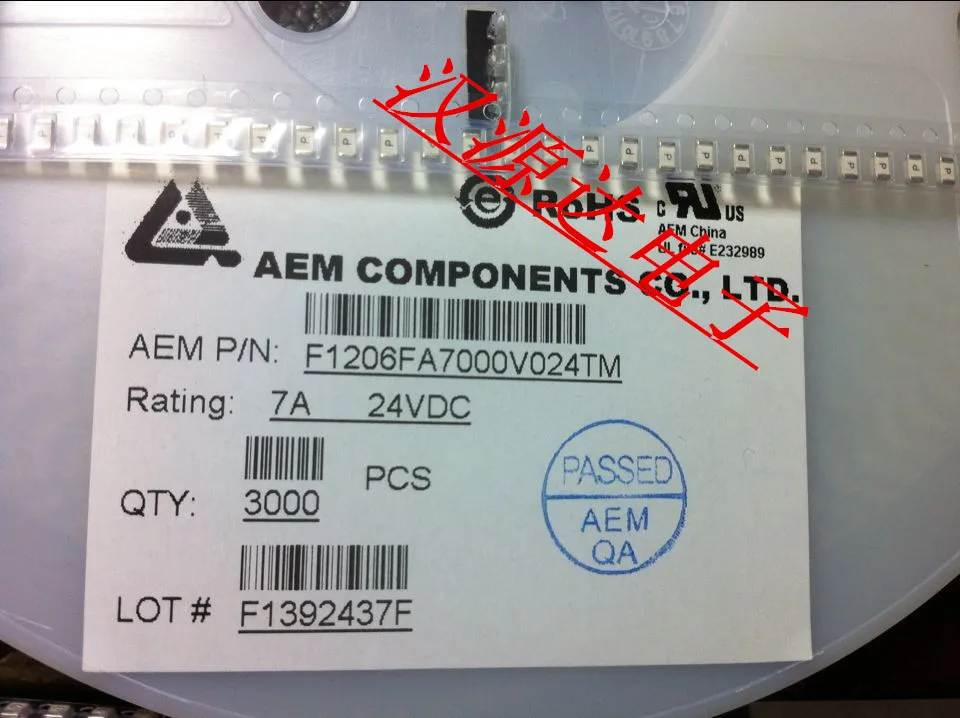 汉源达电子
P P P P P P P P P P P P P P P P P P
e RoHS
c RU US
AEM China
UL file# E232989
AEM COMPONENTS CO., LTD.
AEM P/N: F1206FA7000V024TM
Rating: 7A 24VDC
QTY: 3000 PCS
LOT # F1392437F
PASSED
AEM
QA